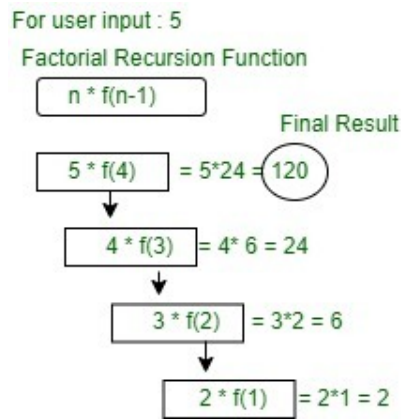 For user input : 5
Factorial Recursion Function
n * f(n-1)
Final Result
5 * f(4) = 5*24 = 120
4 * f(3) = 4* 6 = 24
3 * f(2) = 3*2 = 6
2 * f(1) = 2*1 = 2